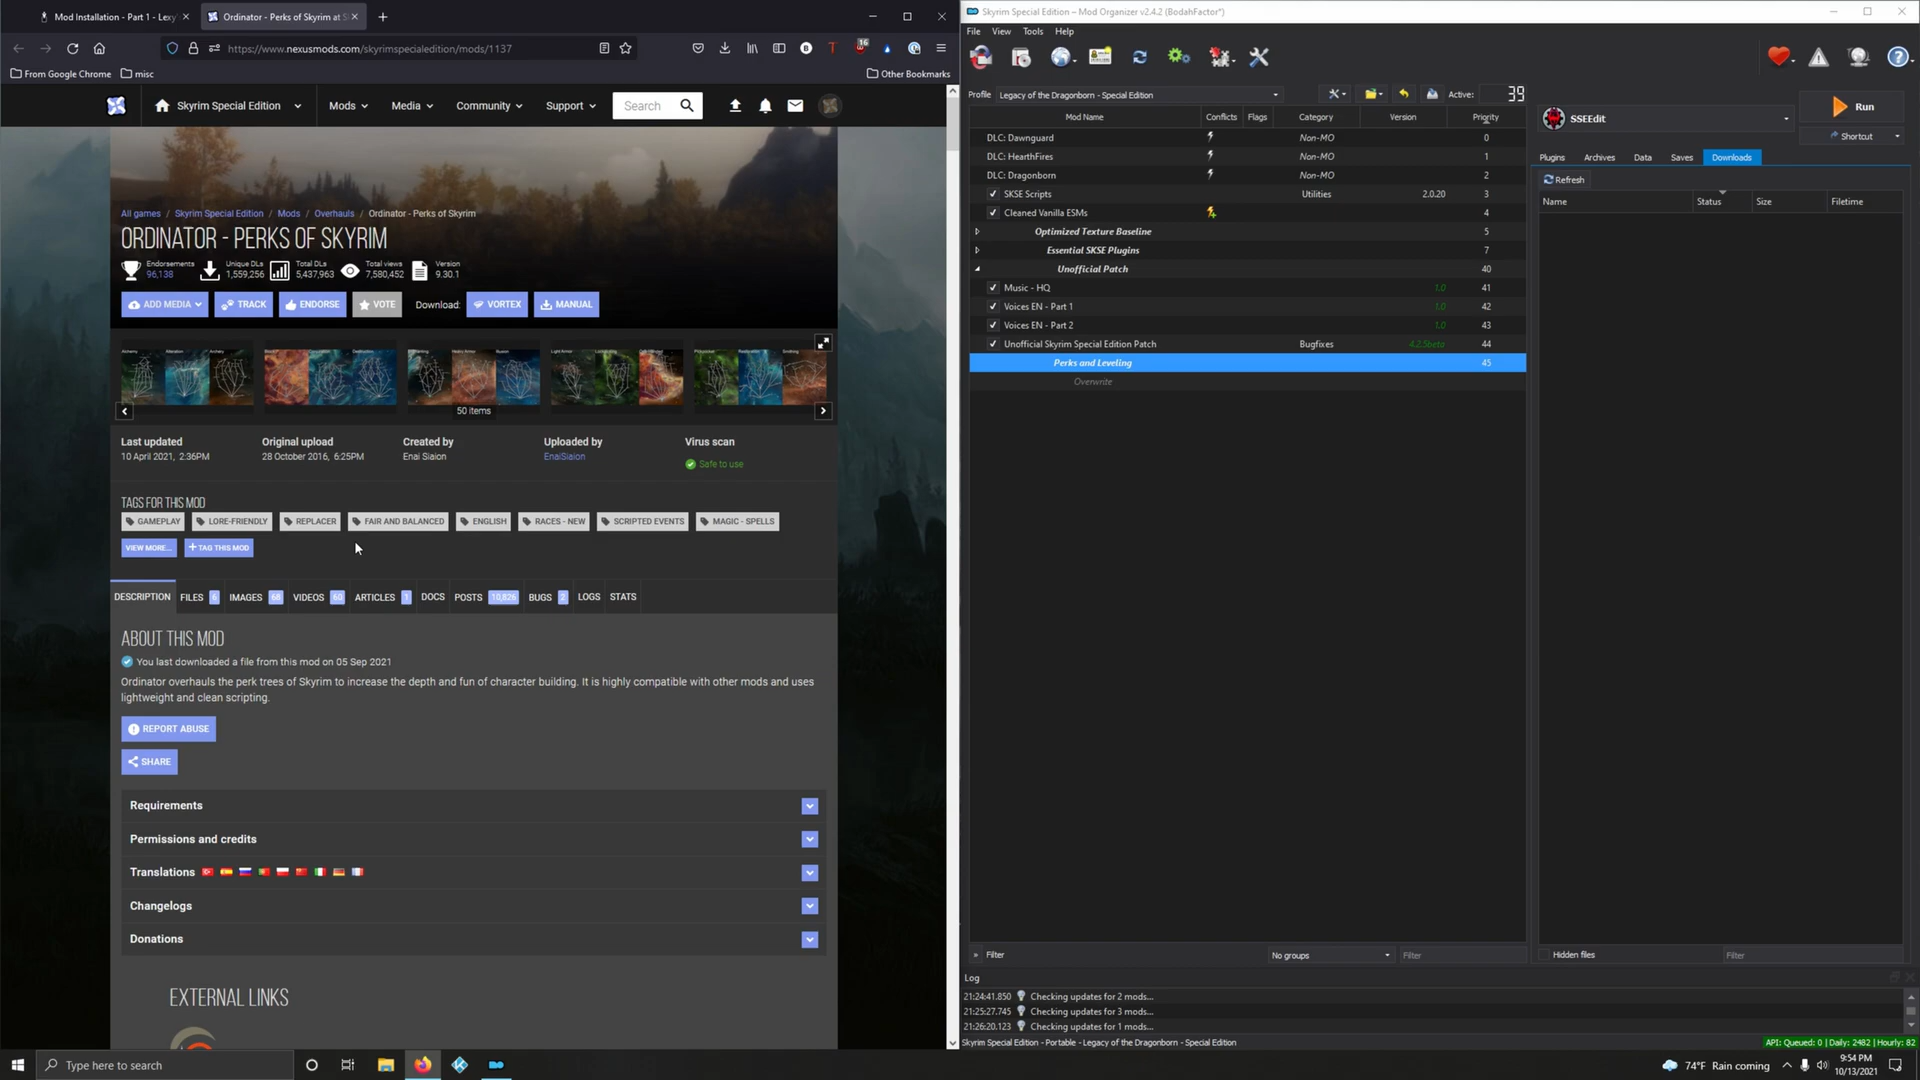 Mod Installation - Part 1 - Lexy'
Ordinator - Perks of Skyrim at S
https://www.nexusmods.com/skyrimspecialedition/mods/1137
16
From Google Chrome
misc
Other Bookmarks
Skyrim Special Edition
Mods
Media
Community
Support
Search
All games / Skyrim Special Edition / Mods / Overhauls / Ordinator - Perks of Skyrim
ORDINATOR - PERKS OF SKYRIM
Endorsements
96,138
Unique DLs
1,559,256
Total DLs
5,437,963
Total views
7,580,452
Version
9.30.1
ADD MEDIA
TRACK
ENDORSE
VOTE
Download:
VORTEX
MANUAL
50 items
Last updated
10 April 2021, 2:36PM
Original upload
28 October 2016, 6:25PM
Created by
Enai Siaion
Uploaded by
EnaiSiaion
Virus scan
Safe to use
TAGS FOR THIS MOD
GAMEPLAY
LORE-FRIENDLY
REPLACER
FAIR AND BALANCED
ENGLISH
RACES - NEW
SCRIPTED EVENTS
MAGIC - SPELLS
VIEW MORE...
TAG THIS MOD
DESCRIPTION
FILES 6
IMAGES 68
VIDEOS 60
ARTICLES 1
DOCS
POSTS 10,826
BUGS 2
LOGS
STATS
ABOUT THIS MOD
You last downloaded a file from this mod on 05 Sep 2021
Ordinator overhauls the perk trees of Skyrim to increase the depth and fun of character building. It is highly compatible with other mods and uses
lightweight and clean scripting.
REPORT ABUSE
SHARE
Requirements
Permissions and credits
Translations
Changelogs
Donations
EXTERNAL LINKS
Type here to search
Skyrim Special Edition - Mod Organizer v2.4.2 (BodahFactor*)
File View Tools Help
Profile Legacy of the Dragonborn - Special Edition
Active: 39
Mod Name Conflicts Flags Category Version Priority
DLC: Dawnguard Non-MO 0
DLC: HearthFires Non-MO 1
DLC: Dragonborn Non-MO 2
SKSE Scripts Utilities 2.0.20 3
Cleaned Vanilla ESMs 4
Optimized Texture Baseline 5
Essential SKSE Plugins 7
Unofficial Patch 40
Music - HQ 1.0 41
Voices EN - Part 1 1.0 42
Voices EN - Part 2 1.0 43
Unofficial Skyrim Special Edition Patch Bugfixes 4.2.5beta 44
Perks and Leveling 45
Overwrite
Filter
No groups
Filter
SSEEdit
Run
Shortcut
Plugins Archives Data Saves Downloads
Refresh
Name Status Size Filetime
Hidden files
Filter
Log
21:24:41.850 Checking updates for 2 mods...
21:25:27.745 Checking updates for 3 mods...
21:26:20.123 Checking updates for 1 mods...
Skyrim Special Edition - Portable - Legacy of the Dragonborn - Special Edition
API: Queued: 0 | Daily: 2482 | Hourly: 82
74°F Rain coming
9:54 PM
10/13/2021